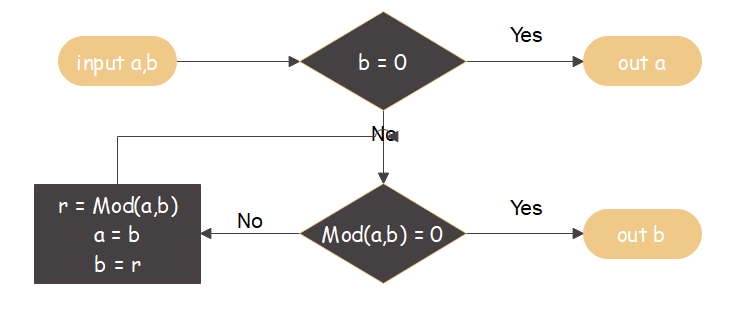 input a,b
b = 0
Yes
out a
No
r = Mod(a,b)
a = b
b = r
No
Mod(a,b) = 0
Yes
out b